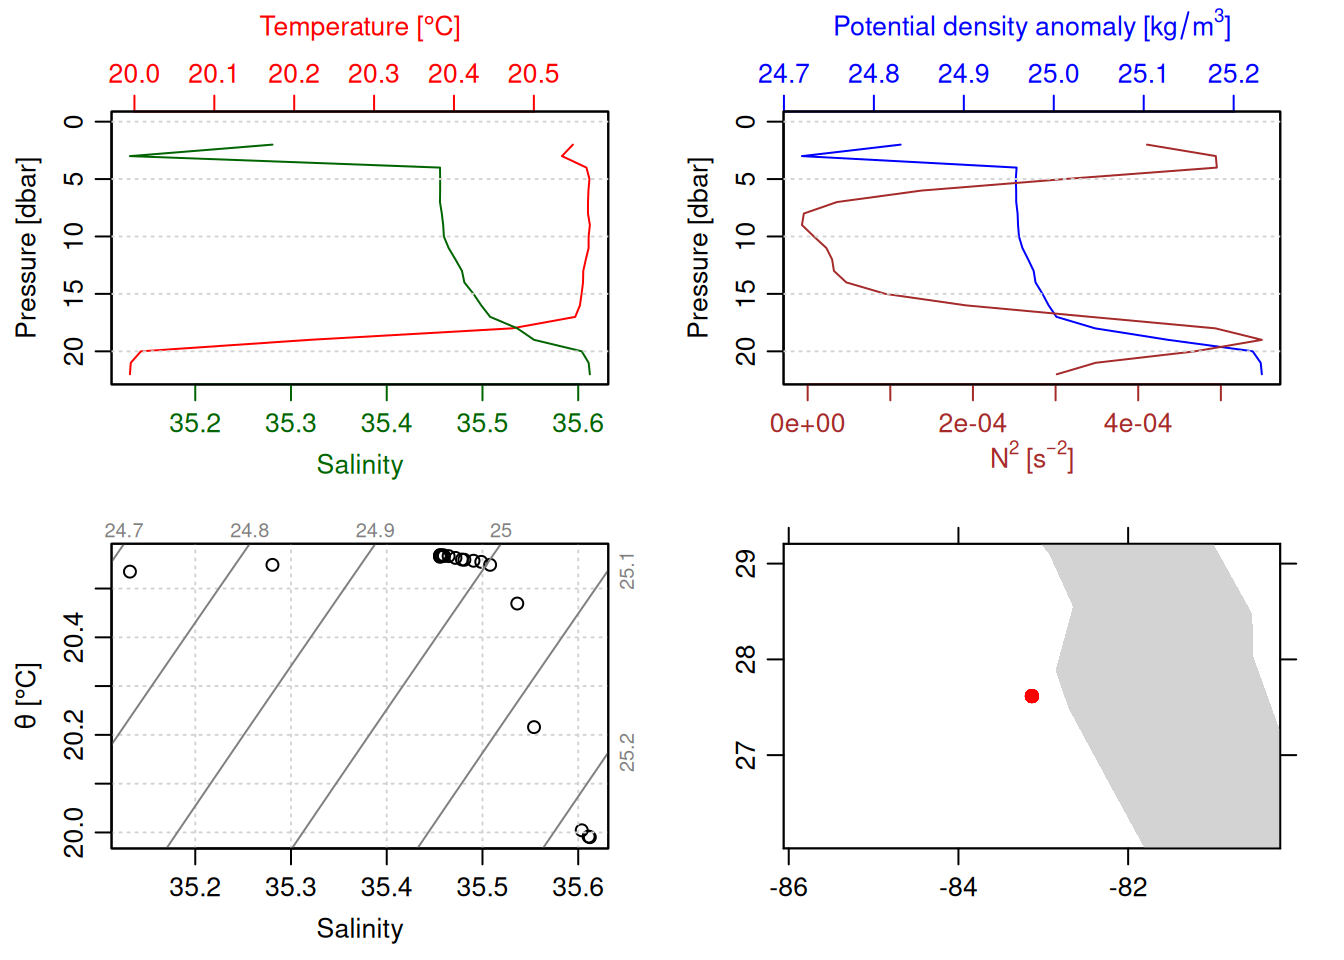 Temperature [°C]
20.0 20.1 20.2 20.3 20.4 20.5
Pressure [dbar]
0
5
10
15
20
35.2 35.3 35.4 35.5 35.6
Salinity
Potential density anomaly [kg/m³]
24.7 24.8 24.9 25.0 25.1 25.2
Pressure [dbar]
0
5
10
15
20
0e+00 2e-04 4e-04
N² [s⁻²]
24.7 24.8 24.9 25
25.1
25.2
θ [°C]
20.4
20.2
20.0
35.2 35.3 35.4 35.5 35.6
Salinity
29
28
27
-86 -84 -82